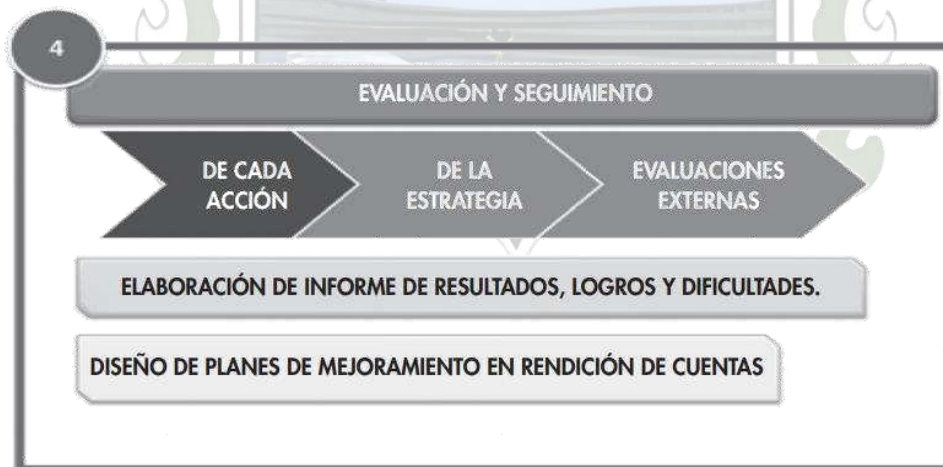 4
EVALUACIÓN Y SEGUIMIENTO
DE CADA
ACCIÓN
DE LA
ESTRATEGIA
EVALUACIONES
EXTERNAS
ELABORACIÓN DE INFORME DE RESULTADOS, LOGROS Y DIFICULTADES.
DISEÑO DE PLANES DE MEJORAMIENTO EN RENDICIÓN DE CUENTAS